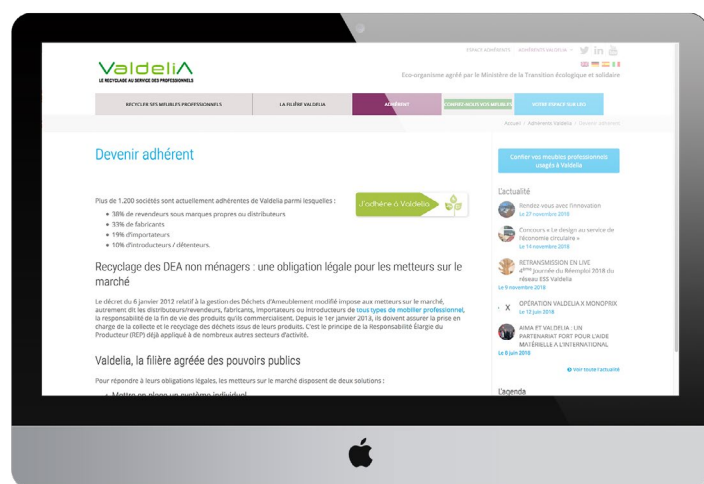 ESPACE ADHÉRENTS ADHÉRENTS VALDELIA
ValdeliA
LE RECYCLAGE AU SERVICE DES PROFESSIONNELS
Eco-organisme agréé par le Ministère de la Transition écologique et solidaire
RECYCLER SES MEUBLES PROFESSIONNELS
LA FILIÈRE VALDELIA
ADHÉRENT
CONFIEZ-NOUS VOS MEUBLES
VOTRE ESPACE SUR LIVE
Accueil / Adhérents Valdelia / Devenir adhérent
Devenir adhérent
Plus de 1.200 sociétés sont actuellement adhérentes de Valdelia parmi lesquelles :
• 38% de revendeurs sous marques propres ou distributeurs
• 33% de fabricants
• 19% d'importateurs
• 10% d'introducteurs / détenteurs.
J'adhère à Valdelia
Recyclage des DEA non ménagers : une obligation légale pour les metteurs sur le
marché
Le décret du 6 janvier 2012 relatif à la gestion des Déchets d'Ameublement modifié impose aux metteurs sur le marché,
autrement dit les distributeurs/revendeurs, fabricants, importateurs ou introducteurs de tous types de mobilier professionnel,
la responsabilité de la fin de vie des produits qu'ils commercialisent. Depuis le 1er janvier 2013, ils doivent assurer la prise en
charge de la collecte et le recyclage des déchets issus de leurs produits. C'est le principe de la Responsabilité Élargie du
Producteur (REP) déjà appliqué à de nombreux autres secteurs d'activité.
Valdelia, la filière agréée des pouvoirs publics
Pour répondre à leurs obligations légales, les metteurs sur le marché disposent de deux solutions :
• Mettre en place un système individuel
Confier vos meubles professionnels
usagés à Valdelia
L'actualité
Rendez-vous avec l'innovation
Le 27 novembre 2018
Concours « Le design au service de
l'économie circulaire »
Le 14 novembre 2018
RETRANSMISSION EN LIVE
4ème Journée du Réemploi 2018 du
réseau ESS Valdelia
Le 9 novembre 2018
OPÉRATION VALDELIA X MONOPRIX
Le 12 juin 2018
AIMA ET VALDELIA : UN
PARTENARIAT FORT POUR L'AIDE
MATÉRIELLE A L'INTERNATIONAL
Le 6 juin 2018
Voir toute l'actualité
L'agenda